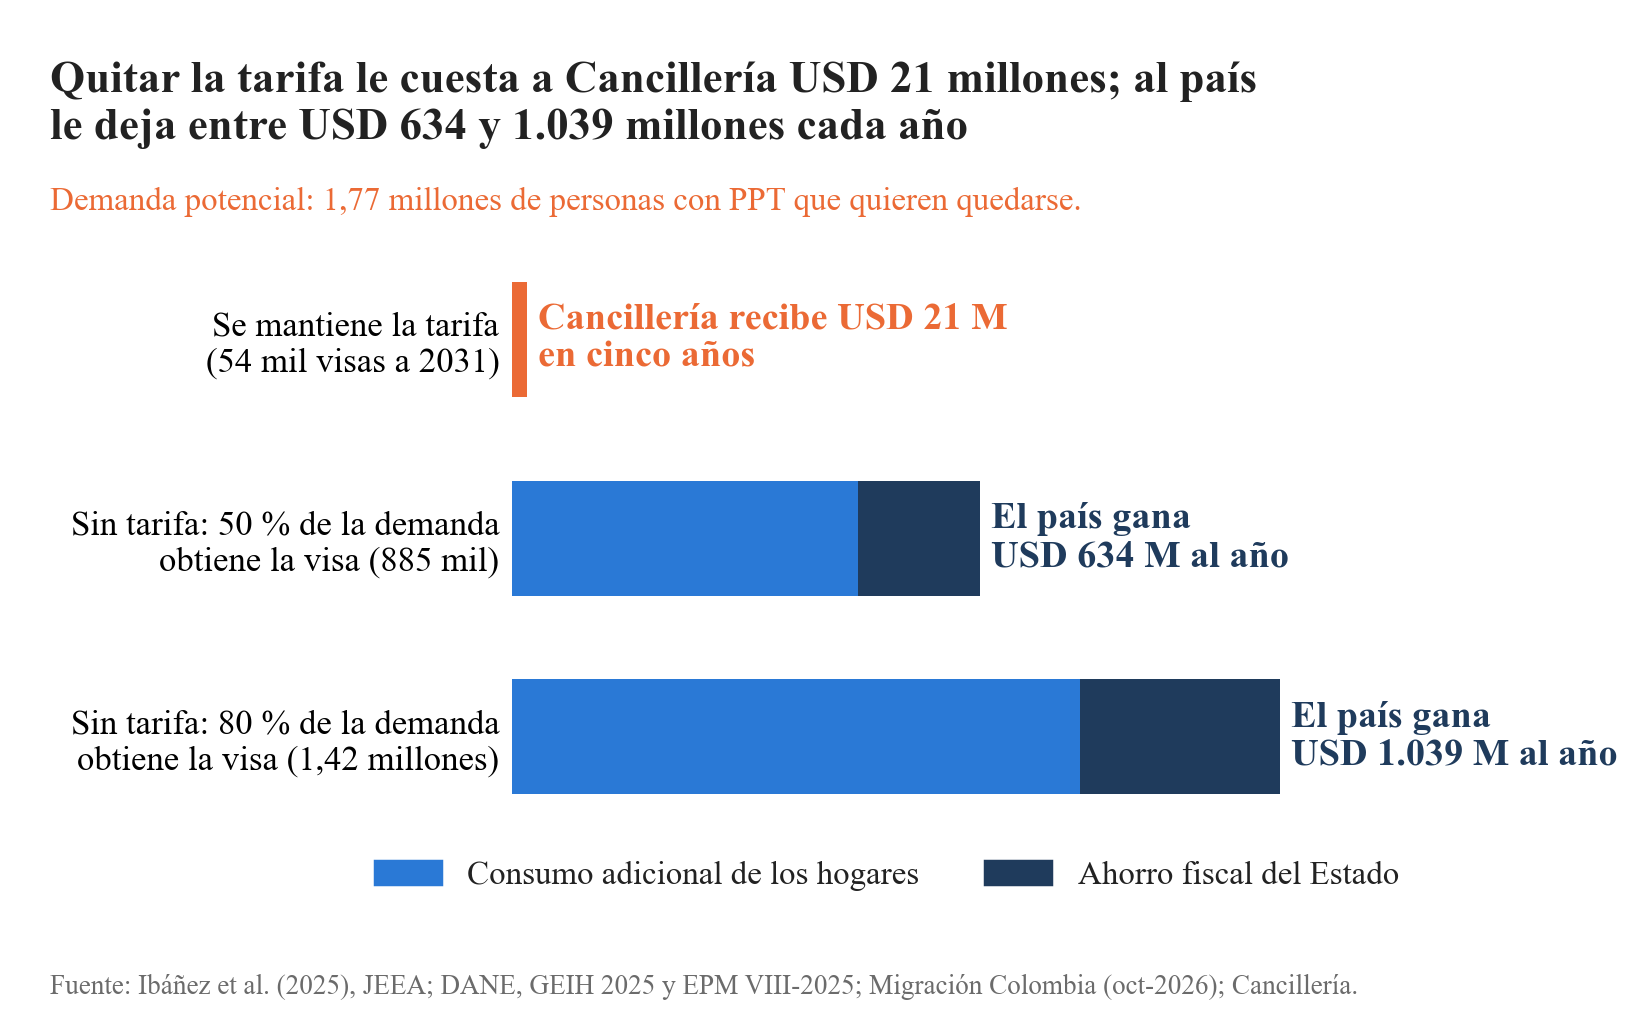 Quitar la tarifa le cuesta a Cancillería USD 21 millones; al país
le deja entre USD 634 y 1.039 millones cada año
Demanda potencial: 1,77 millones de personas con PPT que quieren quedarse.
Se mantiene la tarifa
(54 mil visas a 2031)
Cancillería recibe USD 21 M
en cinco años
Sin tarifa: 50 % de la demanda
obtiene la visa (885 mil)
El país gana
USD 634 M al año
Sin tarifa: 80 % de la demanda
obtiene la visa (1,42 millones)
El país gana
USD 1.039 M al año
Consumo adicional de los hogares
Ahorro fiscal del Estado
Fuente: Ibáñez et al. (2025), JEEA; DANE, GEIH 2025 y EPM VIII-2025; Migración Colombia (oct-2026); Cancillería.